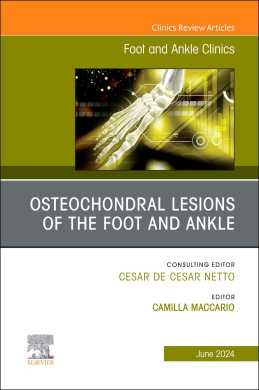 Clinics Review Articles
Foot and Ankle Clinics
OSTEOCHONDRAL LESIONS
OF THE FOOT AND ANKLE
CONSULTING EDITOR
CESAR DE CESAR NETTO
EDITOR
CAMILLA MACCARIO
ELSEVIER
June 2024